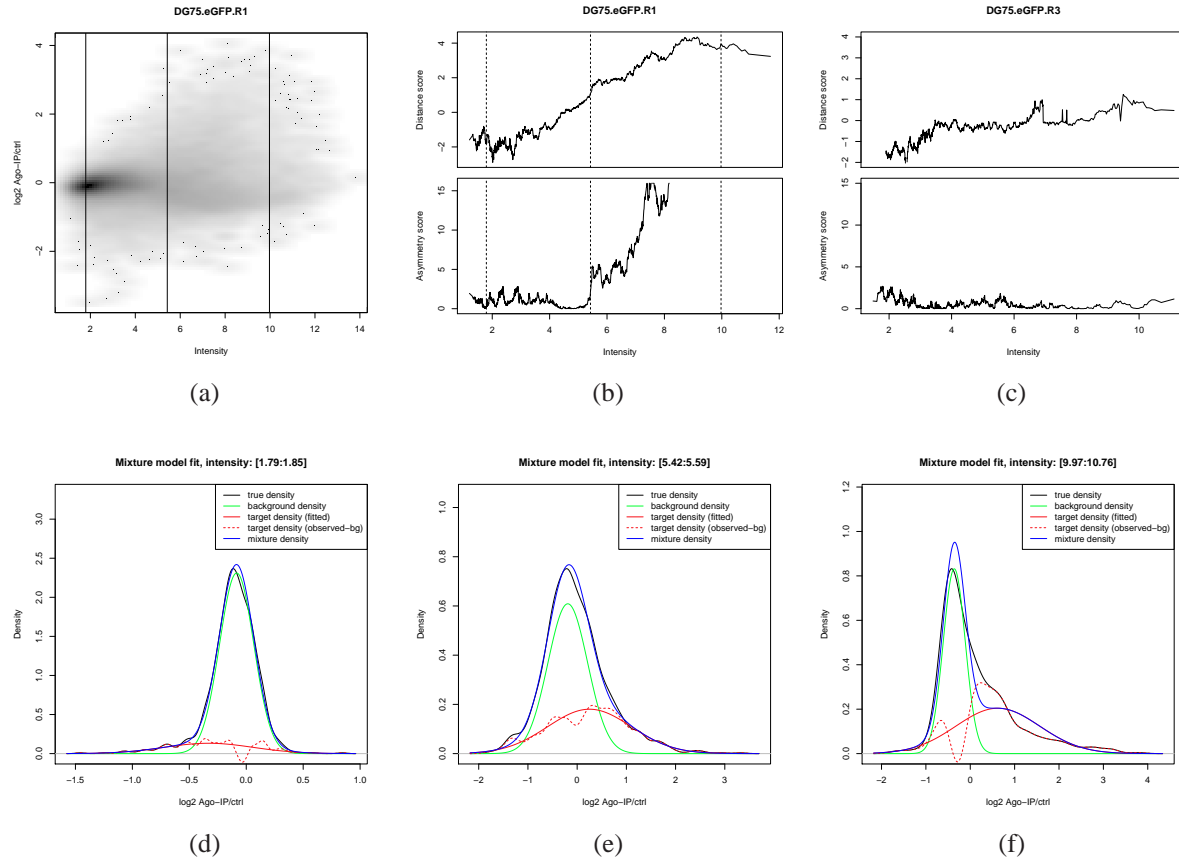 DG75.eGFP.R1
4
2
0
−2
log2 Ago−IP/ctrl
2 4 6 8 10 12 14
Intensity
(a)
DG75.eGFP.R1
4
2
0
−2
Distance score
15
10
5
0
Asymmetry score
2 4 6 8 10 12
Intensity
(b)
DG75.eGFP.R3
4
3
2
1
0
−1
−2
Distance score
15
10
5
0
Asymmetry score
2 4 6 8 10
Intensity
(c)
Mixture model fit, intensity: [1.79:1.85]
true density
background density
target density (fitted)
target density (observed−bg)
mixture density
3.0
2.5
2.0
1.5
1.0
0.5
0.0
Density
−1.5 −1.0 −0.5 0.0 0.5 1.0
log2 Ago−IP/ctrl
(d)
Mixture model fit, intensity: [5.42:5.59]
true density
background density
target density (fitted)
target density (observed−bg)
mixture density
1.0
0.8
0.6
0.4
0.2
0.0
Density
−2 −1 0 1 2 3
log2 Ago−IP/ctrl
(e)
Mixture model fit, intensity: [9.97:10.76]
true density
background density
target density (fitted)
target density (observed−bg)
mixture density
1.2
1.0
0.8
0.6
0.4
0.2
0.0
Density
−2 −1 0 1 2 3 4
log2 Ago−IP/ctrl
(f)